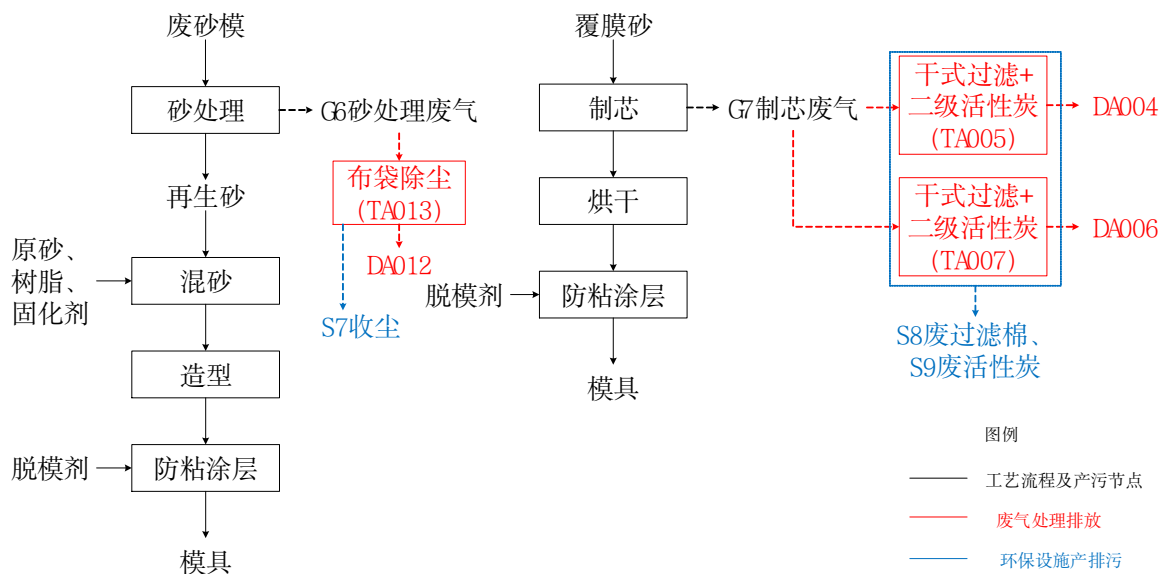 废砂模
砂处理
G6砂处理废气
布袋除尘
(TA013)
DA012
S7收尘
再生砂
原砂、
树脂、
固化剂
混砂
造型
脱模剂
防粘涂层
模具
覆膜砂
制芯
G7制芯废气
干式过滤+
二级活性炭
(TA005)
DA004
干式过滤+
二级活性炭
(TA007)
DA006
S8废过滤棉、
S9废活性炭
烘干
脱模剂
防粘涂层
模具
图例
工艺流程及产污节点
废气处理排放
环保设施产排污